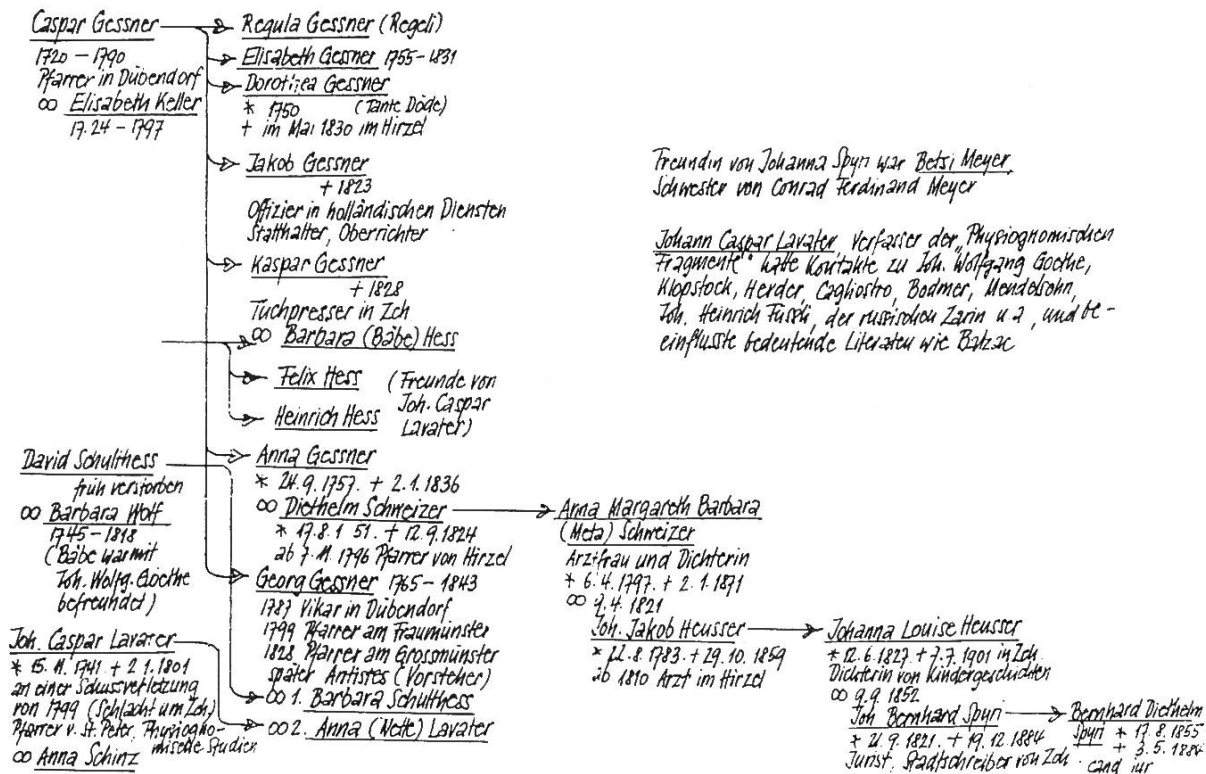 Caspar Gessner
1720 – 1790
Pfarrer in Dübendorf
∞ Elisabeth Keller
17.24 – 1797
Regula Gessner (Regeli)
Elisabeth Gessner 1755 – 1831
Dorothea Gessner
* 1750 (Tante Döde)
+ im Mai 1830 im Hirzel
Jakob Gessner
+ 1823
Offizier in holländischen Diensten
Statthalter, Oberrichter
Kaspar Gessner
+ 1828
Tuchpresser in Zch
∞ Barbara (Bäbe) Hess
Felix Hess (Freunde von
Joh. Caspar
Lavater)
Heinrich Hess
Anna Gessner
* 24.9.1757. + 2.1.1836
∞ Diethelm Schweizer
* 17.8.1 51. + 12.9.1824
ab 7.11.1796 Pfarrer von Hirzel
Georg Gessner 1765 – 1843
1787 Vikar in Dübendorf
1799 Pfarrer am Fraumünster
1828 Pfarrer am Grossmünster
später Antistes (Vorsteher)
∞ 1. Barbara Schulthess
∞ 2. Anna (Nette) Lavater
David Schulthess
früh verstorben
∞ Barbara Wolf
1745 – 1818
(Bäbe war mit
Joh. Wolfg. Goethe
befreundet)
Joh. Caspar Lavater
* 15.11.1741 + 2.1.1801
an einer Schussverletzung
von 1799 (Schlacht um Zch.)
Pfarrer v. St. Peter, Physiogno-
mische Studien
∞ Anna Schinz
Anna Margareth Barbara
(Meta) Schweizer
Arztfrau und Dichterin
* 6.4.1797. + 2.1.1871
∞ 9.4.1821
Joh. Jakob Heusser
* 22.8.1783. + 29.10.1859
ab 1810 Arzt im Hirzel
Johanna Louise Heusser
* 12.6.1827 + 7.7.1901 in Zch.
Dichterin von Kindergeschichten
∞ 9.9.1852
Joh Bernhard Spyri
* 21.9.1821. + 19.12.1884
Jurist, Stadtschreiber von Zch.
Bernhard Diethelm
Spyri * 17.8.1855
+ 3.5.1884
cand iur
Freundin von Johanna Spyri war Betsi Meyer,
Schwester von Conrad Ferdinand Meyer
Johann Caspar Lavater Verfasser der "Physiognomischen
Fragmente" hatte Kontakte zu Joh. Wolfgang Goethe,
Klopstock, Herder, Cagliostro, Bodmer, Mendelsohn,
Joh. Heinrich Füssli, der russischen Zarin u.a, und be-
einflusste bedeutende Literaten wie Balzac